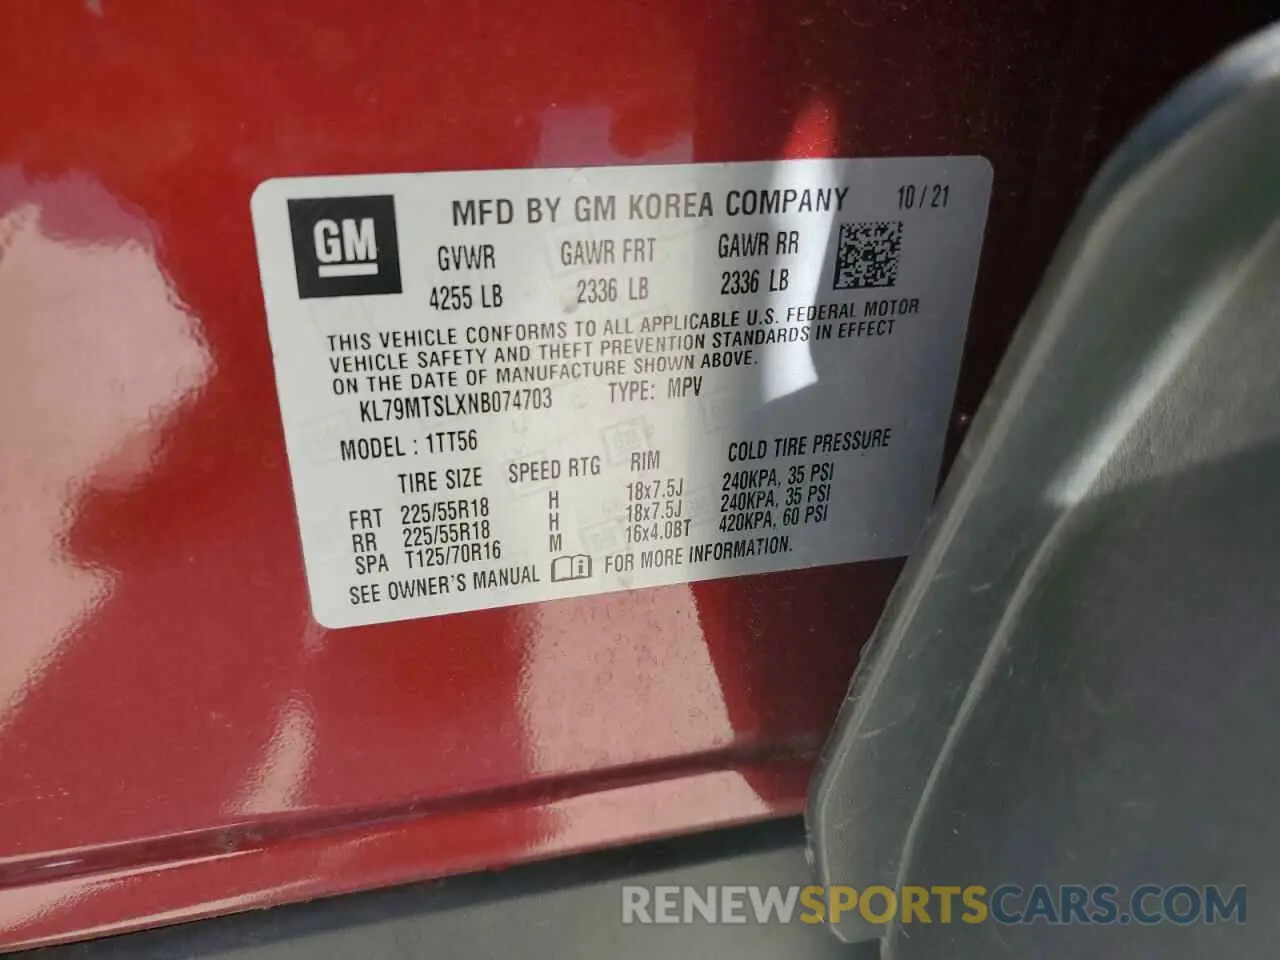 GM
MFD BY GM KOREA COMPANY 10 / 21
GVWR GAWR FRT GAWR RR
4255 LB 2336 LB 2336 LB
THIS VEHICLE CONFORMS TO ALL APPLICABLE U.S. FEDERAL MOTOR
VEHICLE SAFETY AND THEFT PREVENTION STANDARDS IN EFFECT
ON THE DATE OF MANUFACTURE SHOWN ABOVE.
KL79MTSLXNB074703 TYPE: MPV
MODEL : 1TT56
TIRE SIZE SPEED RTG RIM COLD TIRE PRESSURE
FRT 225/55R18 H 18x7.5J 240KPA, 35 PSI
RR 225/55R18 H 18x7.5J 240KPA, 35 PSI
SPA T125/70R16 M 16x4.0BT 420KPA, 60 PSI
SEE OWNER'S MANUAL i FOR MORE INFORMATION.
RENEWSPORTSCARS.COM